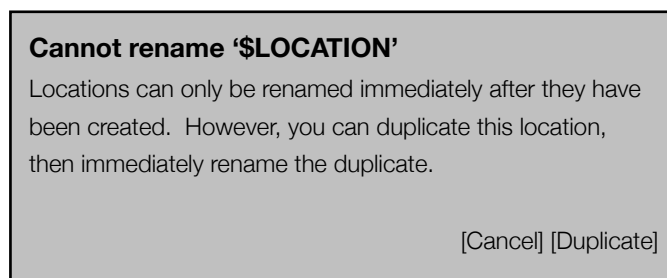 Cannot rename ‘$LOCATION’
Locations can only be renamed immediately after they have
been created.  However, you can duplicate this location,
then immediately rename the duplicate.
[Cancel] [Duplicate]